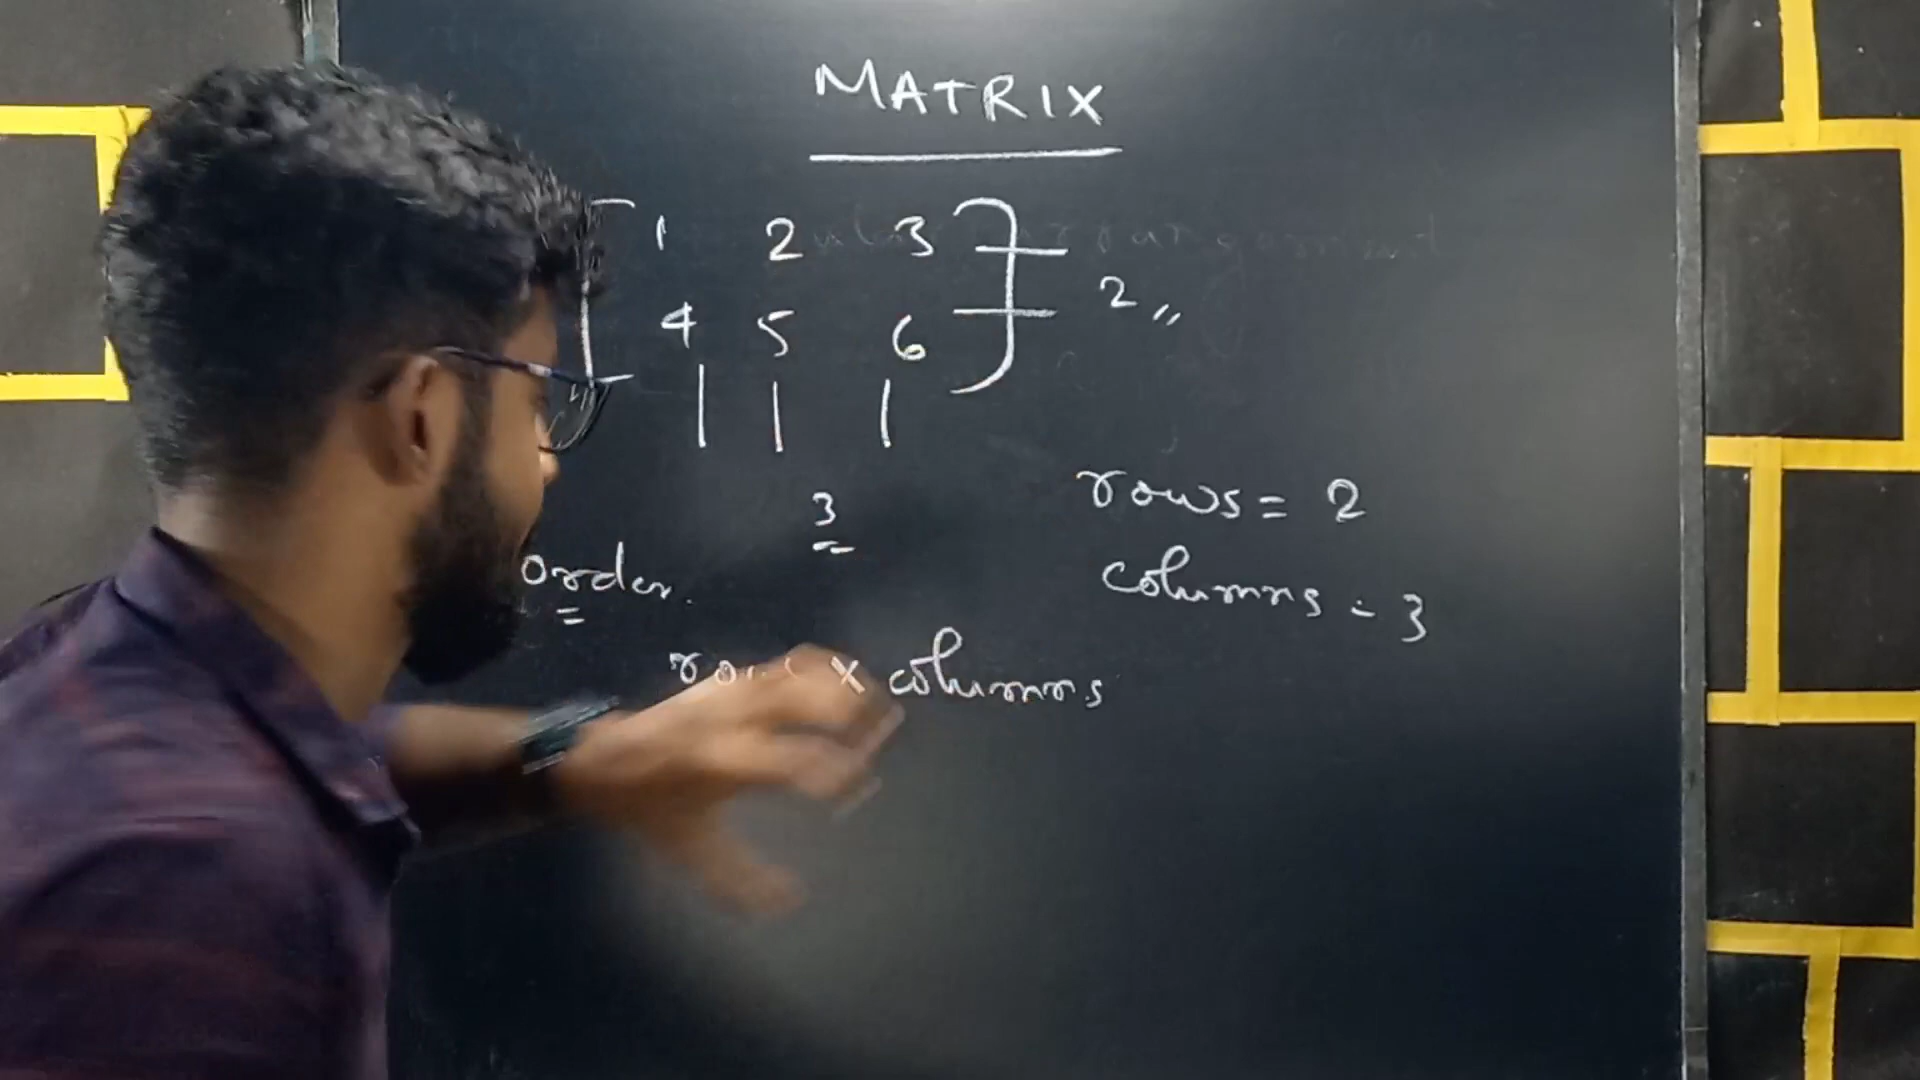 MATRIX
1 2 3
4 5 6
2 〃
3
rows = 2
order.
columns = 3
x columns